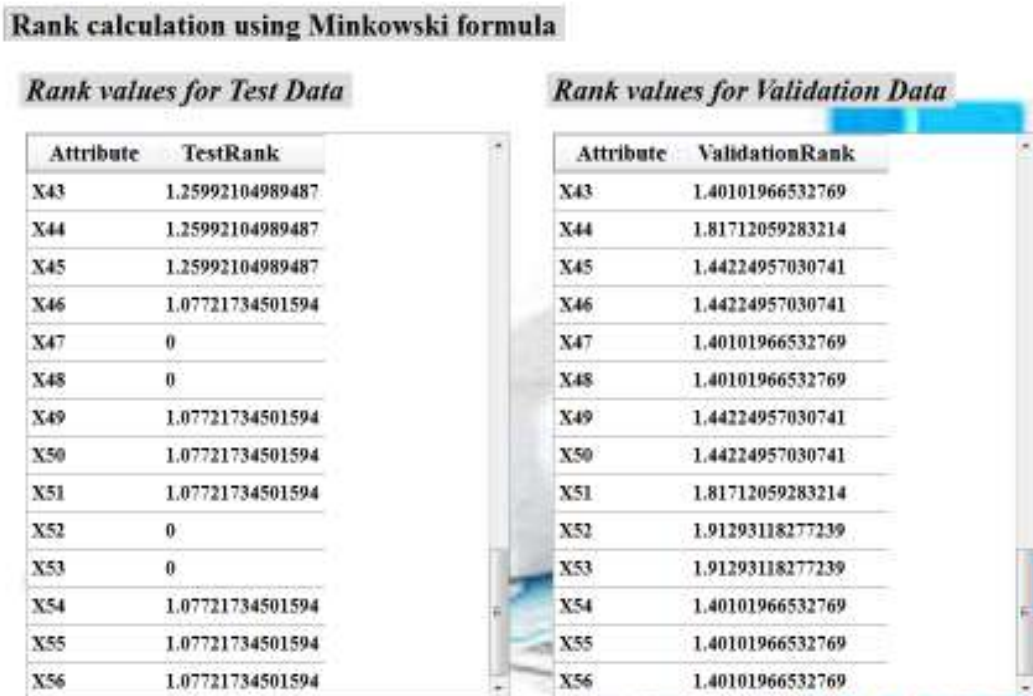 Rank calculation using Minkowski formula
Rank values for Test Data
Attribute TestRank
X43 1.25992104989487
X44 1.25992104989487
X45 1.25992104989487
X46 1.07721734501594
X47 0
X48 0
X49 1.07721734501594
X50 1.07721734501594
X51 1.07721734501594
X52 0
X53 0
X54 1.07721734501594
X55 1.07721734501594
X56 1.07721734501594
Rank values for Validation Data
Attribute ValidationRank
X43 1.40101966532769
X44 1.81712059283214
X45 1.44224957030741
X46 1.44224957030741
X47 1.40101966532769
X48 1.40101966532769
X49 1.44224957030741
X50 1.44224957030741
X51 1.81712059283214
X52 1.91293118277239
X53 1.91293118277239
X54 1.40101966532769
X55 1.40101966532769
X56 1.40101966532769